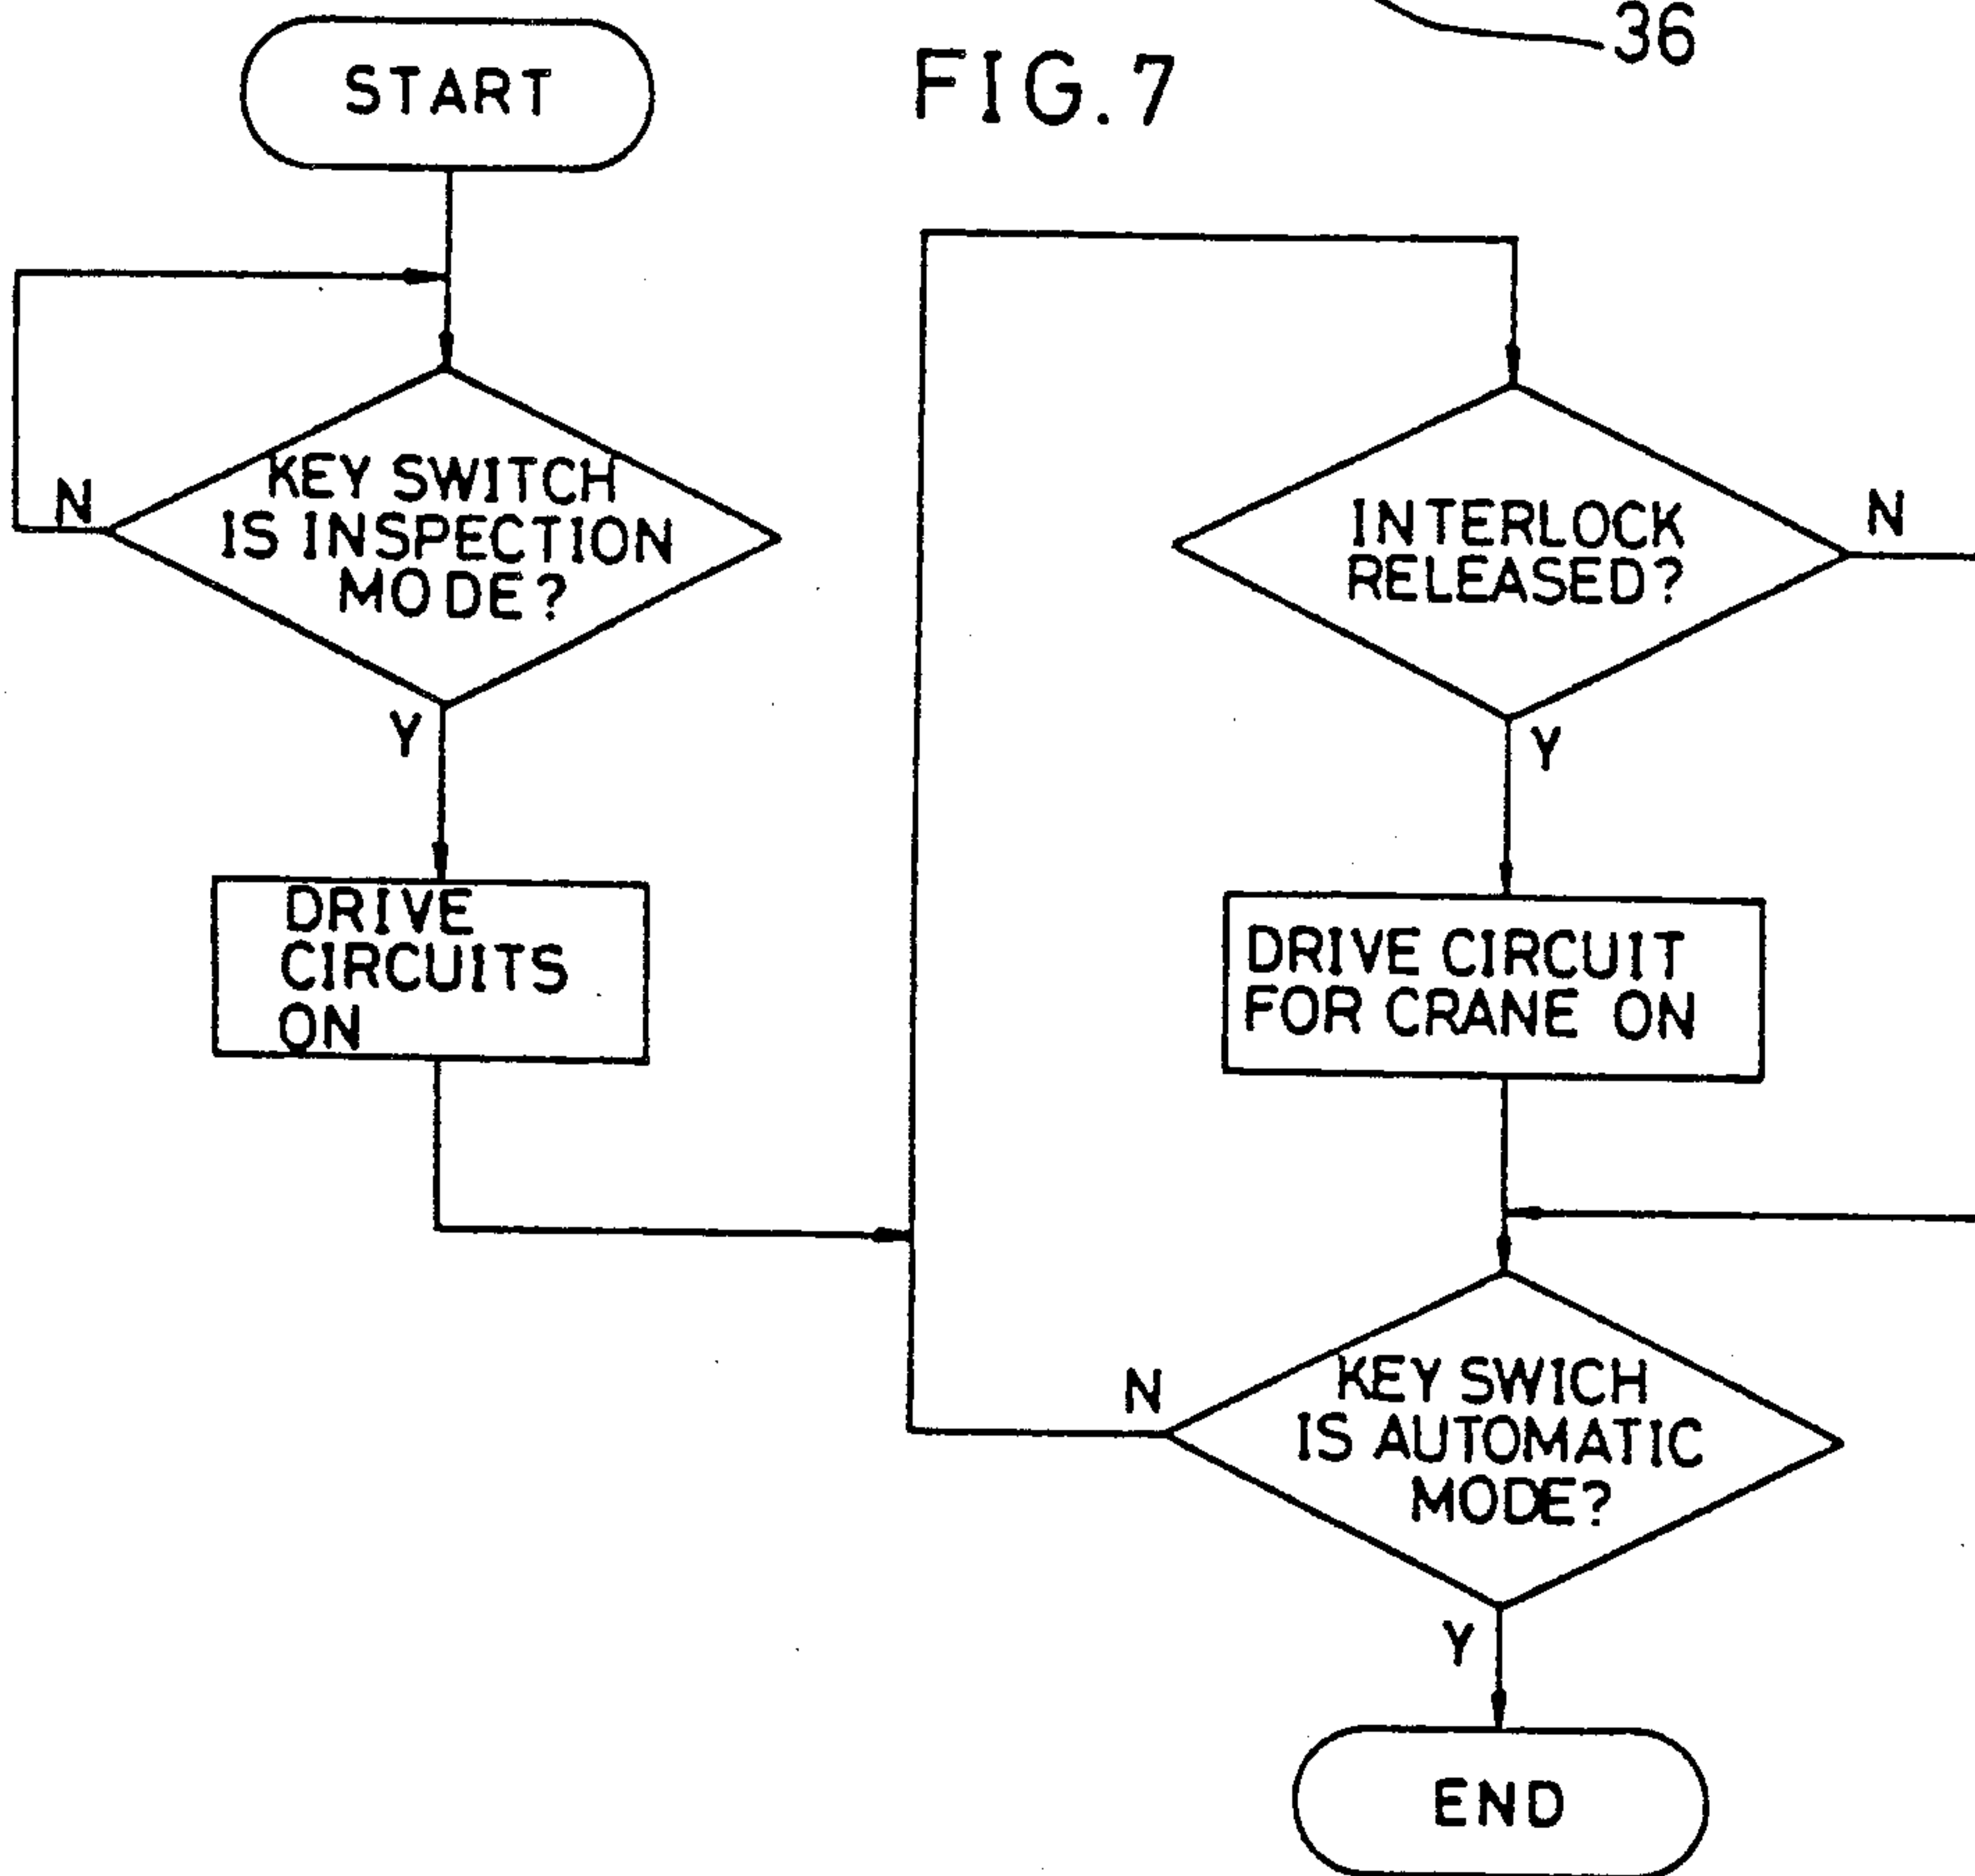 36
FIG.7
START
KEY SWITCH
IS INSPECTION
MODE?
N
Y
DRIVE
CIRCUITS
ON
INTERLOCK
RELEASED?
N
Y
DRIVE CIRCUIT
FOR CRANE ON
KEY SWICH
IS AUTOMATIC
MODE?
N
Y
END